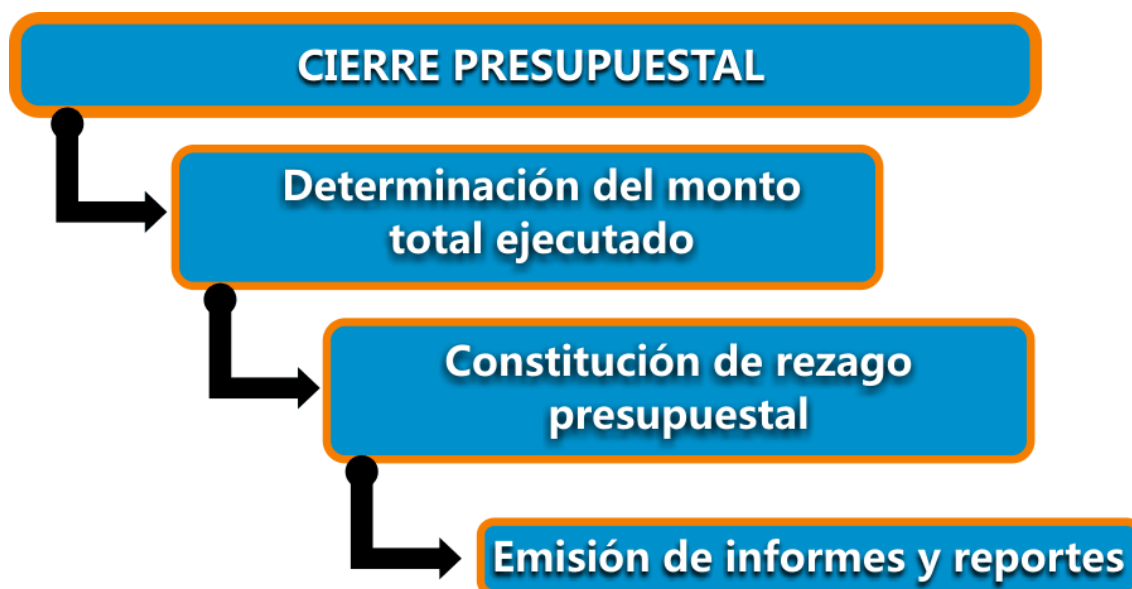 CIERRE PRESUPUESTAL
Determinación del monto
total ejecutado
Constitución de rezago
presupuestal
Emisión de informes y reportes